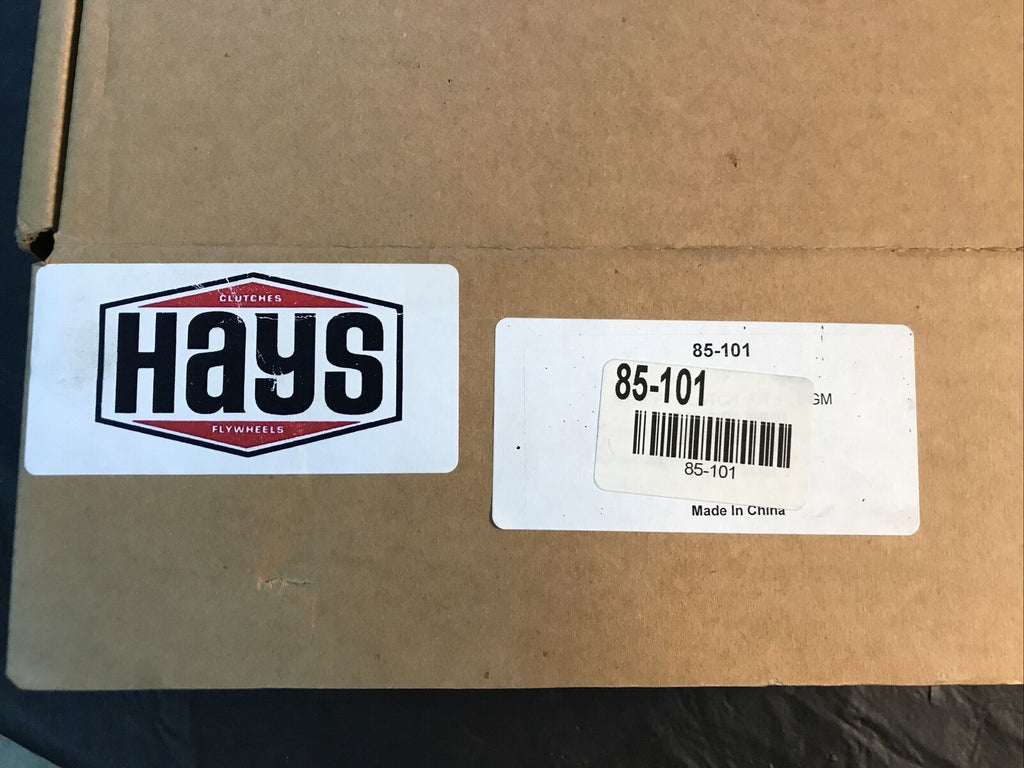 CLUTCHES
Hays
FLYWHEELS
85-101
85-101
GM
85-101
Made In China